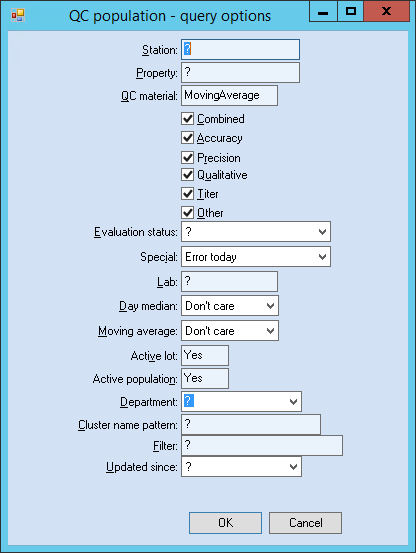 QC population - query options
Station: ?
Property: ?
QC material: MovingAverage
Combined
Accuracy
Precision
Qualitative
Titer
Other
Evaluation status: ?
Special: Error today
Lab: ?
Day median: Don't care
Moving average: Don't care
Active lot: Yes
Active population: Yes
Department: ?
Cluster name pattern: ?
Filter: ?
Updated since: ?
OK Cancel